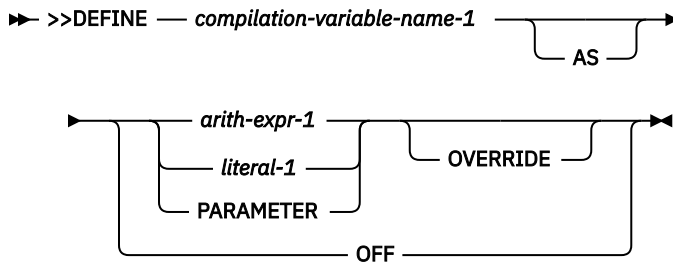 >>DEFINE compilation-variable-name-1
AS
arith-expr-1
literal-1
OVERRIDE
PARAMETER
OFF